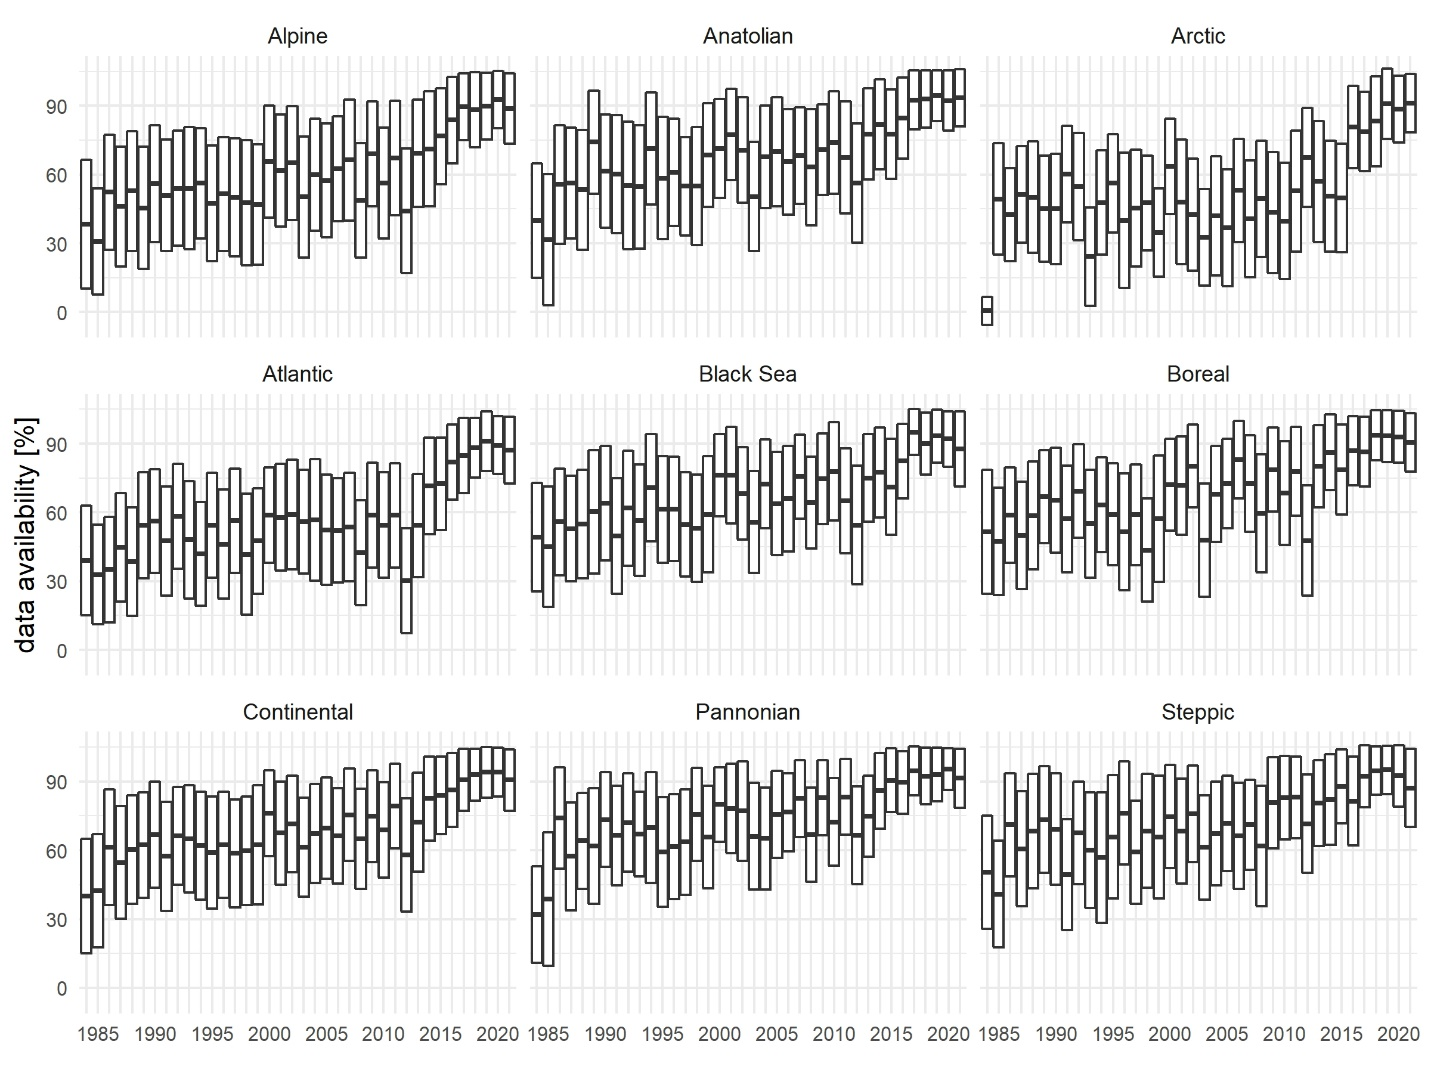 Alpine Anatolian Arctic
90
60
30
0
Atlantic Black Sea Boreal
data availability [%]
90
60
30
0
Continental Pannonian Steppic
90
60
30
0
1985 1990 1995 2000 2005 2010 2015 2020 1985 1990 1995 2000 2005 2010 2015 2020 1985 1990 1995 2000 2005 2010 2015 2020